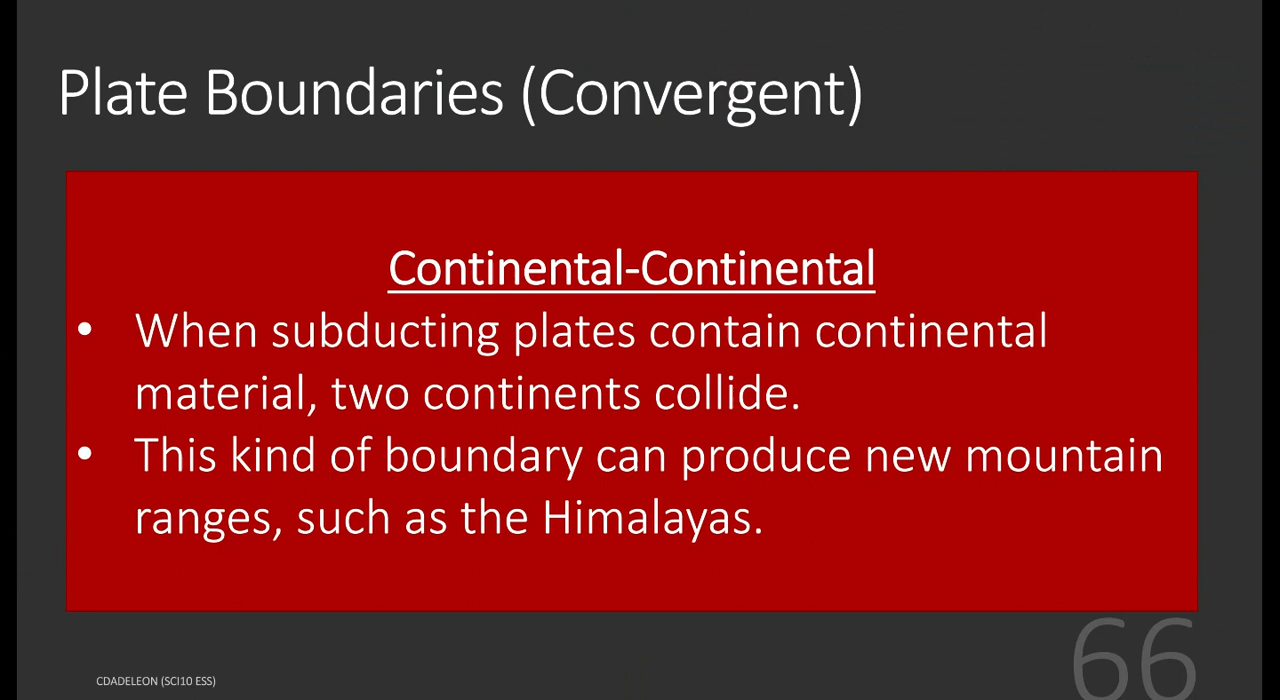 Plate Boundaries (Convergent)
Continental-Continental
• When subducting plates contain continental
material, two continents collide.
• This kind of boundary can produce new mountain
ranges, such as the Himalayas.
66
CDADELEON (SCI10 ESS)